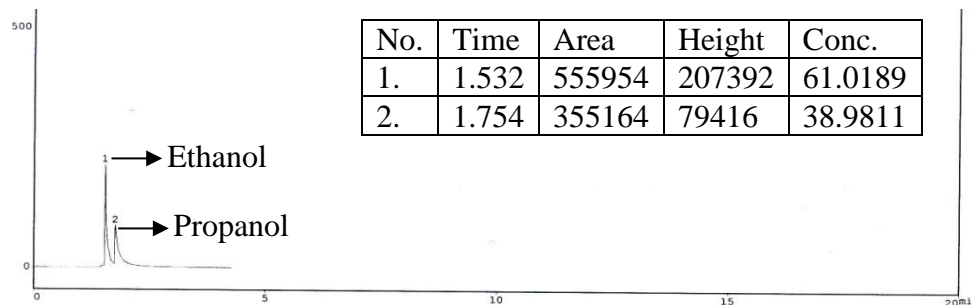 500
No. Time Area Height Conc.
1. 1.532 555954 207392 61.0189
2. 1.754 355164 79416 38.9811
1 Ethanol
2 Propanol
0
0 5 10 15 20mi